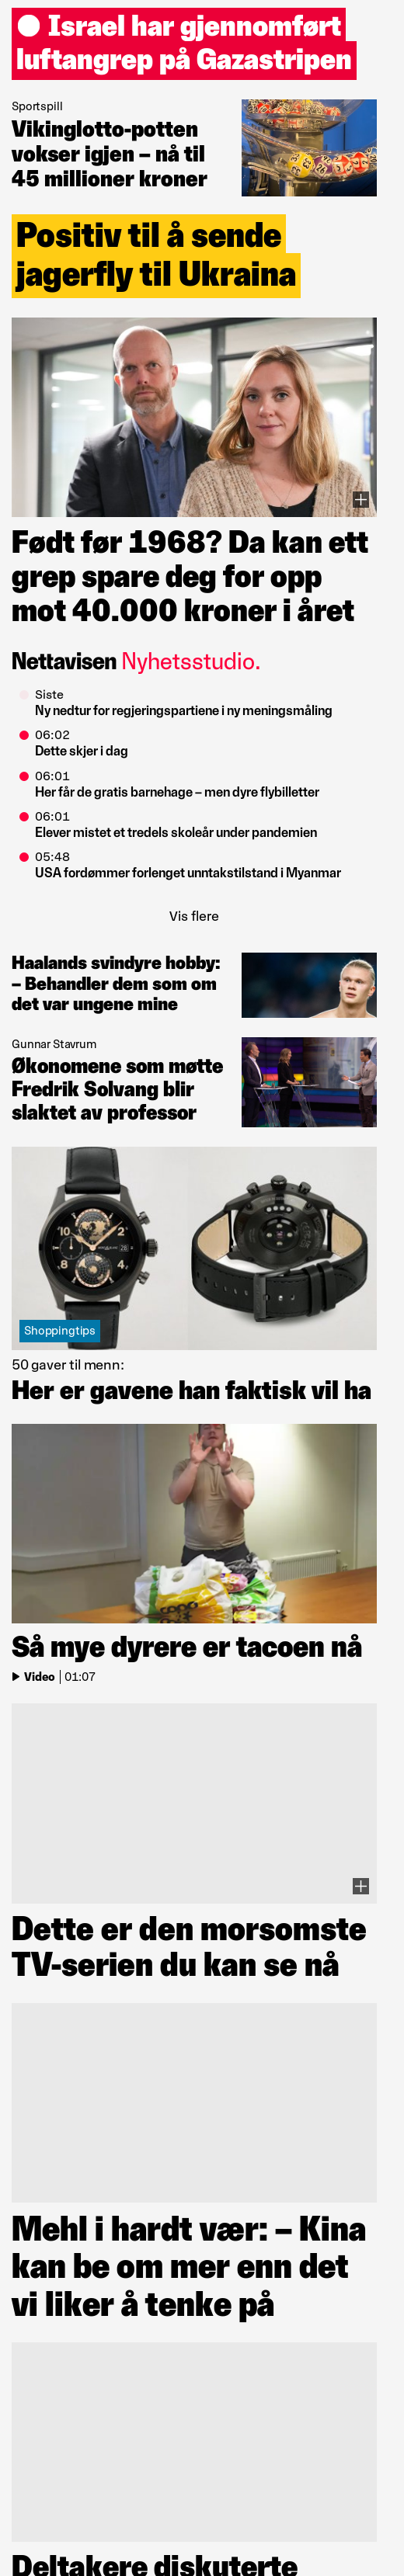 Israel har gjennomført
luftangrep på Gazastripen
Sportspill
Vikinglotto-potten
vokser igjen – nå til
45 millioner kroner
Positiv til å sende
jagerfly til Ukraina
Født før 1968? Da kan ett
grep spare deg for opp
mot 40.000 kroner i året
Nettavisen Nyhetsstudio.
Siste
Ny nedtur for regjeringspartiene i ny meningsmåling
06:02
Dette skjer i dag
06:01
Her får de gratis barnehage – men dyre flybilletter
06:01
Elever mistet et tredels skoleår under pandemien
05:48
USA fordømmer forlenget unntakstilstand i Myanmar
Vis flere
Haalands svindyre hobby:
– Behandler dem som om
det var ungene mine
Gunnar Stavrum
Økonomene som møtte
Fredrik Solvang blir
slaktet av professor
Shoppingtips
50 gaver til menn:
Her er gavene han faktisk vil ha
Så mye dyrere er tacoen nå
Video | 01:07
Dette er den morsomste
TV-serien du kan se nå
Mehl i hardt vær: – Kina
kan be om mer enn det
vi liker å tenke på
Deltakere diskuterte